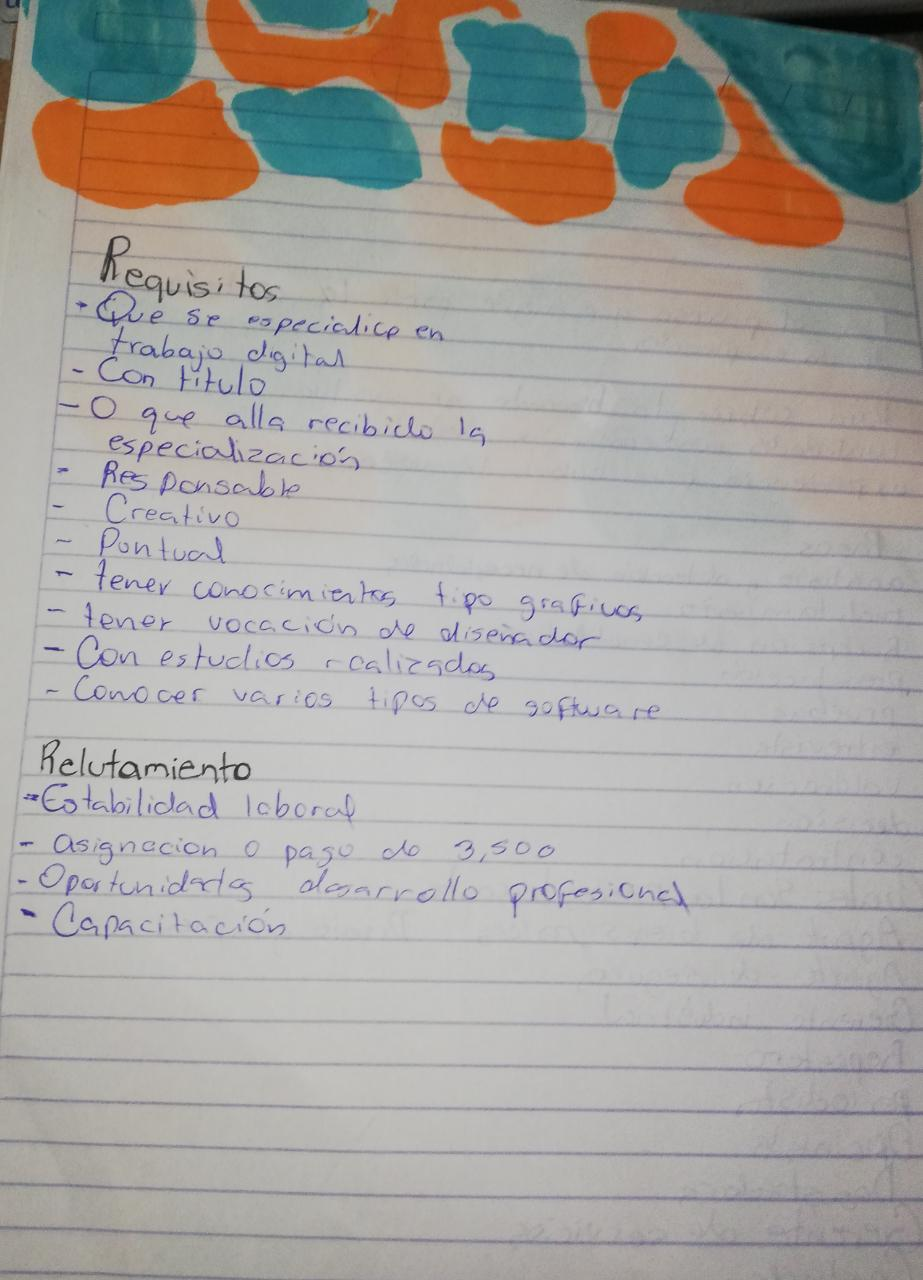 Requisitos
- Que se especialice en
trabajo digital
- Con titulo
- O que alla recibido la
especialización
- Responsable
- Creativo
- Pontual
- tener conocimientos tipo graficos
- tener vocación de diseñador
- Con estudios realizados
- Conocer varios tipos de software
Relutamiento
- Estabilidad laboral
- asignacion o pago de 3,500
- Oportunidades desarrollo profesional
- Capacitación